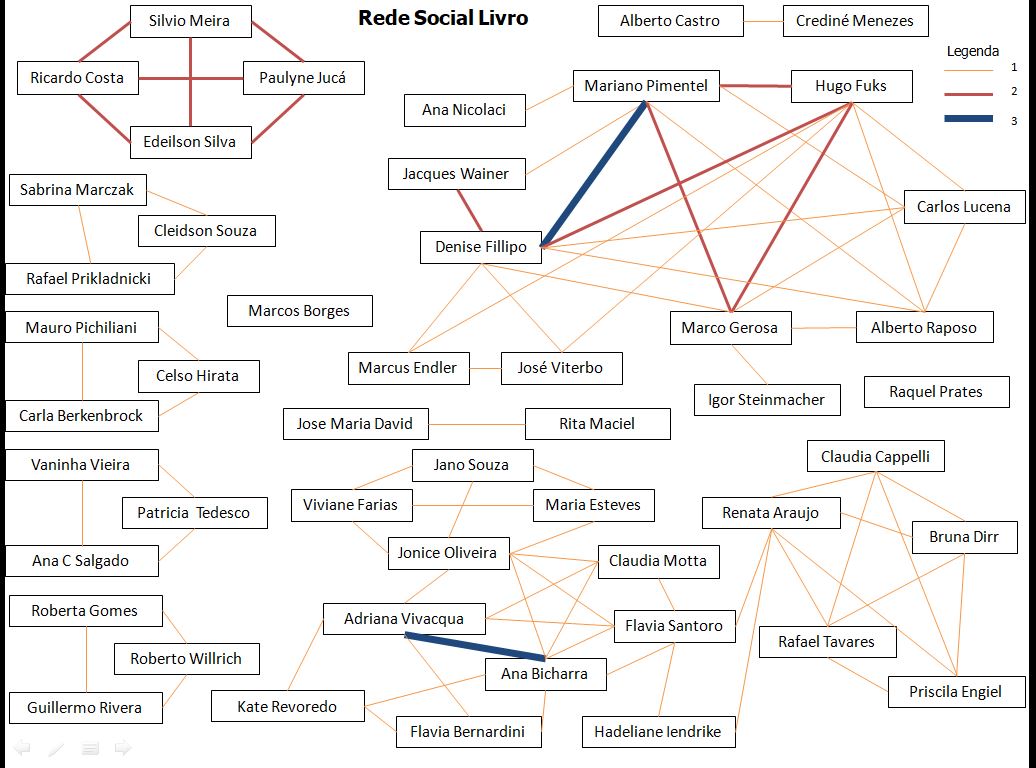 Silvio Meira
Rede Social Livro
Alberto Castro
Crediné Menezes
Legenda
1
2
3
Ricardo Costa
Paulyne Jucá
Mariano Pimentel
Hugo Fuks
Ana Nicolaci
Edeilson Silva
Jacques Wainer
Sabrina Marczak
Cleidson Souza
Carlos Lucena
Denise Fillipo
Rafael Prikladnicki
Marcos Borges
Mauro Pichiliani
Marco Gerosa
Alberto Raposo
Celso Hirata
Marcus Endler
José Viterbo
Igor Steinmacher
Raquel Prates
Carla Berkenbrock
Jose Maria David
Rita Maciel
Vaninha Vieira
Jano Souza
Claudia Cappelli
Patricia  Tedesco
Viviane Farias
Maria Esteves
Renata Araujo
Bruna Dirr
Ana C Salgado
Jonice Oliveira
Claudia Motta
Roberta Gomes
Adriana Vivacqua
Flavia Santoro
Rafael Tavares
Roberto Willrich
Ana Bicharra
Priscila Engiel
Guillermo Rivera
Kate Revoredo
Flavia Bernardini
Hadeliane Iendrike